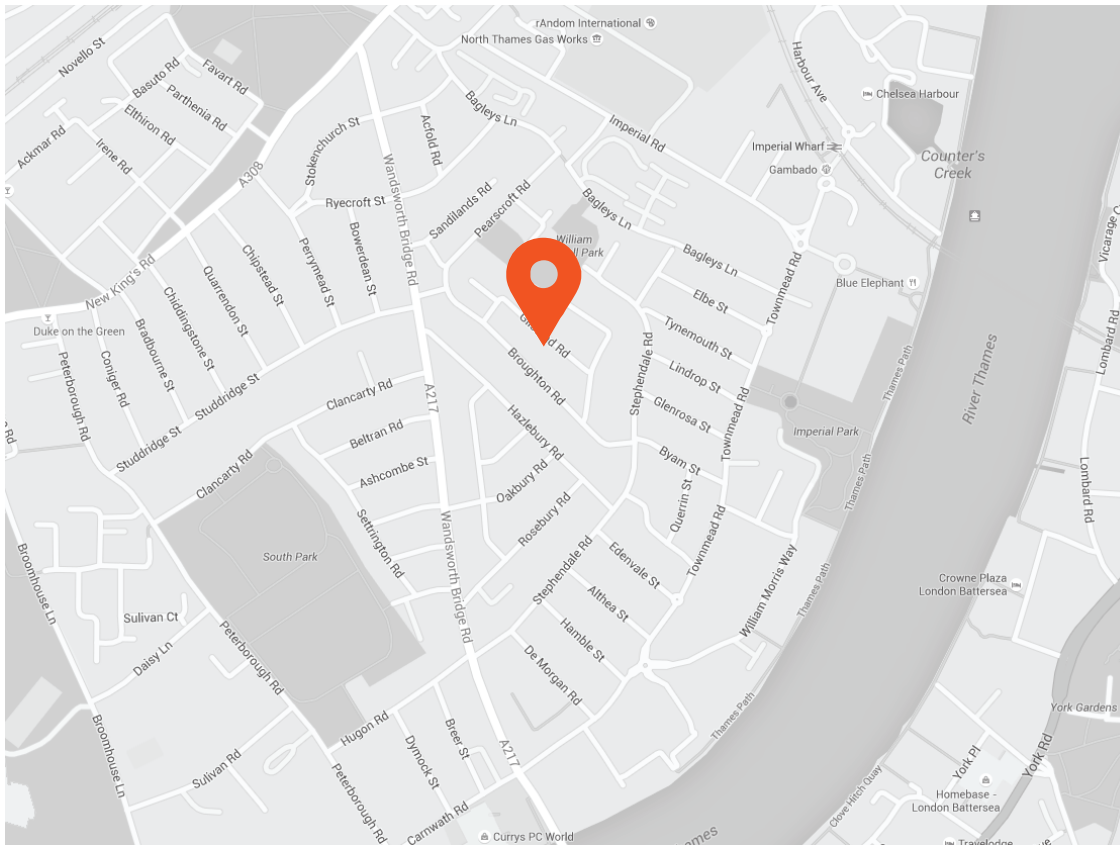 rAndom International
North Thames Gas Works
Novello St
Favart Rd
Basuto Rd
Parthenia Rd
Elthiron Rd
Irene Rd
Ackmar Rd
A308
Stokenchurch St
Acfold Rd
Bagleys Ln
Imperial Rd
Harbour Ave
Chelsea Harbour
Imperial Wharf
Gambado
Counter's
Creek
Wandsworth Bridge Rd
Ryecroft St
Sandilands Rd
Pearscroft Rd
Bagleys Ln
William
Park
Bagleys Ln
Bowerdean St
Perrymead St
Chipstead St
Quarrendon St
Chiddingstone St
Bradbourne St
New King's Rd
Duke on the Green
Peterborough Rd
Coniger Rd
Studdridge St
Studdridge St
Rd
Broughton Rd
Stephendale Rd
Elbe St
Tynemouth St
Lindrop St
Glenrosa St
Byam St
Townmead Rd
Townmead Rd
Blue Elephant
Thames Path
Imperial Park
River Thames
Vicarage
Lombard Rd
Lombard Rd
Clancarty Rd
Clancarty Rd
A217
Beltran Rd
Ashcombe St
Hazlebury Rd
Oakbury Rd
Rosebury Rd
Querrin St
Townmead Rd
Thames Path
South Park
Settrington Rd
Wandsworth Bridge Rd
Stephendale Rd
Edenvale St
Althea St
Hamble St
De Morgan Rd
William Morris Way
Thames Path
Thames Path
Crowne Plaza
London Battersea
Broomhouse Ln
Sulivan Ct
Daisy Ln
Peterborough Rd
Broomhouse Ln
Sulivan Rd
Hugon Rd
Breer St
Dymock St
Peterborough Rd
Carnwath Rd
A217
Currys PC World
York Gardens
York Rd
York Pl
Homebase -
London Battersea
Clove Hitch Quay
Travelodge